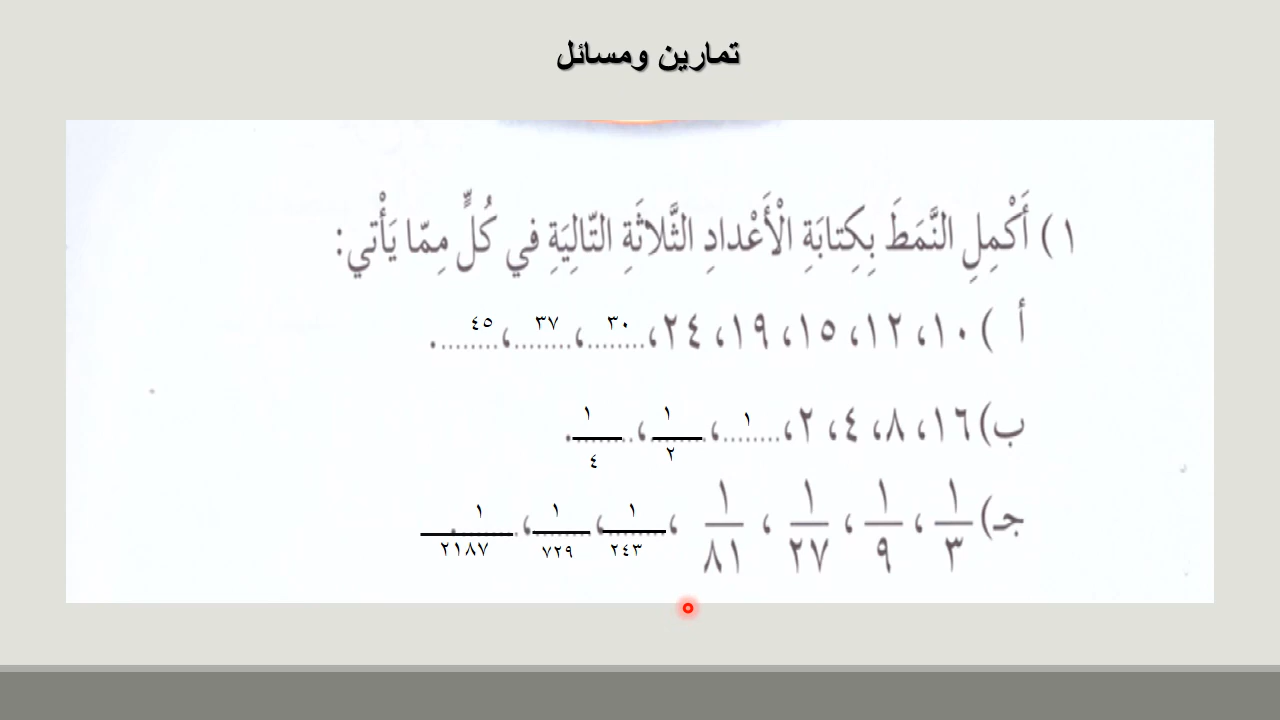 تمارين ومسائل
١) أَكْمِلِ النَّمَطَ بِكِتابَةِ الْأَعْدادِ الثَّلاثَةِ التّالِيَةِ في كُلٍّ مِمّا يَأْتي:
أ ) ١٠، ١٢، ١٥، ١٩، ٢٤، ٣٠، ٣٧، ٤٥.
ب) ١٦، ٨، ٤، ٢، ١، ١/٢، ١/٤.
جـ) ١/٣، ١/٩، ١/٢٧، ١/٨١، ١/٢٤٣، ١/٧٢٩، ١/٢١٨٧.